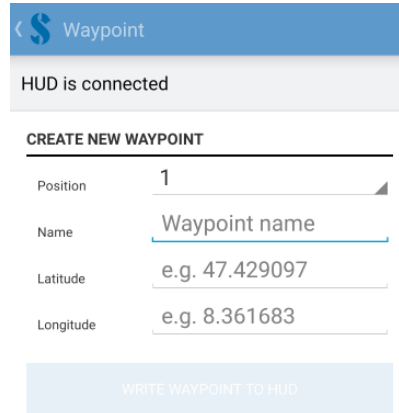 Waypoint
HUD is connected
CREATE NEW WAYPOINT
Position 1
Name Waypoint name
Latitude e.g. 47.429097
Longitude e.g. 8.361683
WRITE WAYPOINT TO HUD